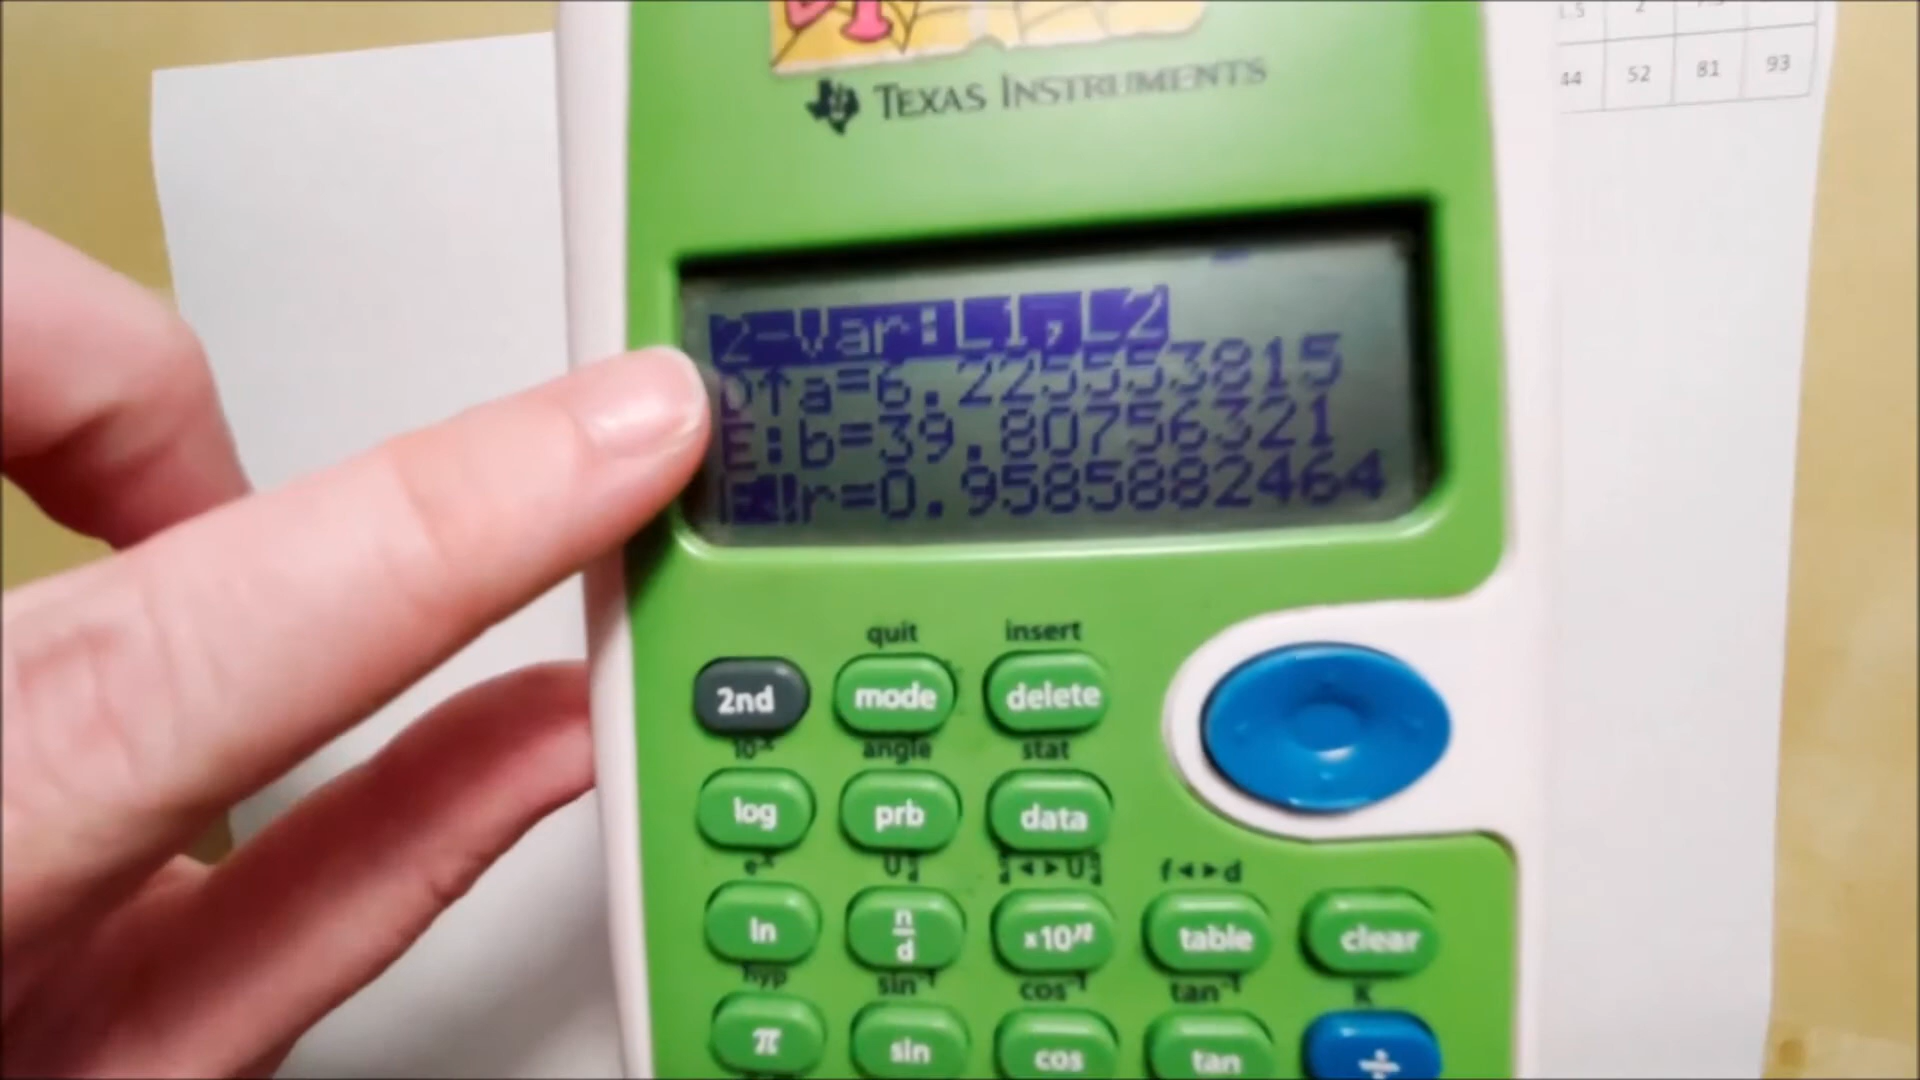 TEXAS INSTRUMENTS
44 52 81 93
2-Var:L1,L2
D↑a=6.225553815
E:b=39.80756321
F↓r=0.9585882464
quit insert
2nd mode delete
angle stat
log prb data
f◄►d
ln n/d x10ⁿ table clear
hyp sin⁻¹ cos⁻¹ tan⁻¹ K
π sin cos tan ÷